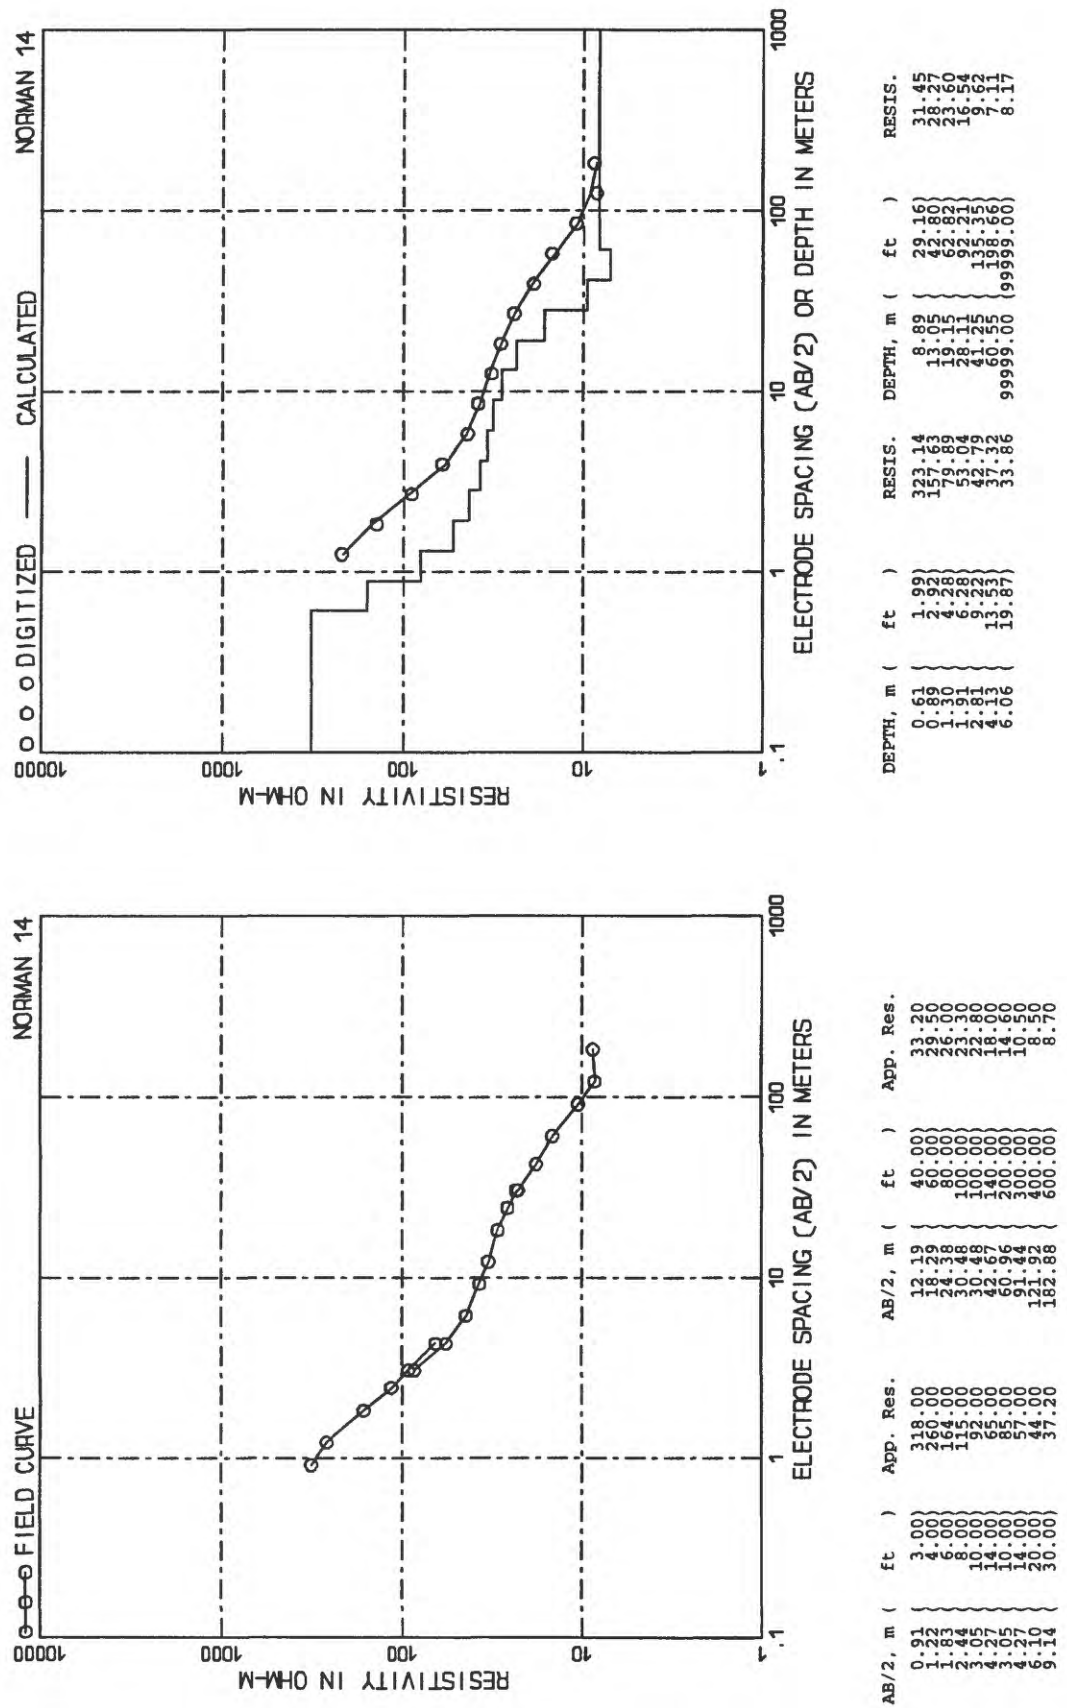 o—o—o FIELD CURVE NORMAN 14
10000
1000
100
10
1
RESISTIVITY IN OHM-M
.1 1 10 100 1000
ELECTRODE SPACING (AB/2) IN METERS
AB/2, m ( ft ) App. Res. AB/2, m ( ft ) App. Res.
0.91 ( 3.00) 318.00 12.19 ( 40.00) 33.20
1.22 ( 4.00) 260.00 18.29 ( 60.00) 29.50
1.83 ( 6.00) 164.00 24.38 ( 80.00) 26.00
2.44 ( 8.00) 115.00 30.48 ( 100.00) 23.30
3.05 ( 10.00) 92.00 30.48 ( 100.00) 22.80
4.27 ( 14.00) 65.00 42.67 ( 140.00) 18.00
3.05 ( 10.00) 85.00 60.96 ( 200.00) 14.60
4.27 ( 14.00) 57.00 91.44 ( 300.00) 10.50
6.10 ( 20.00) 44.00 121.92 ( 400.00) 8.50
9.14 ( 30.00) 37.20 182.88 ( 600.00) 8.70
o o o DIGITIZED —— CALCULATED NORMAN 14
10000
1000
100
10
1
RESISTIVITY IN OHM-M
.1 1 10 100 1000
ELECTRODE SPACING (AB/2) OR DEPTH IN METERS
DEPTH, m ( ft ) RESIS. DEPTH, m ( ft ) RESIS.
0.61 ( 1.99) 323.14 8.89 ( 29.16) 31.45
0.89 ( 2.92) 157.63 13.05 ( 42.80) 28.27
1.30 ( 4.28) 79.89 19.15 ( 62.82) 23.60
1.91 ( 6.28) 53.04 28.11 ( 92.21) 16.54
2.81 ( 9.22) 42.79 41.25 ( 135.35) 9.62
4.13 ( 13.53) 37.32 60.55 ( 198.66) 7.11
6.06 ( 19.87) 33.86 99999.00 (99999.00) 8.17